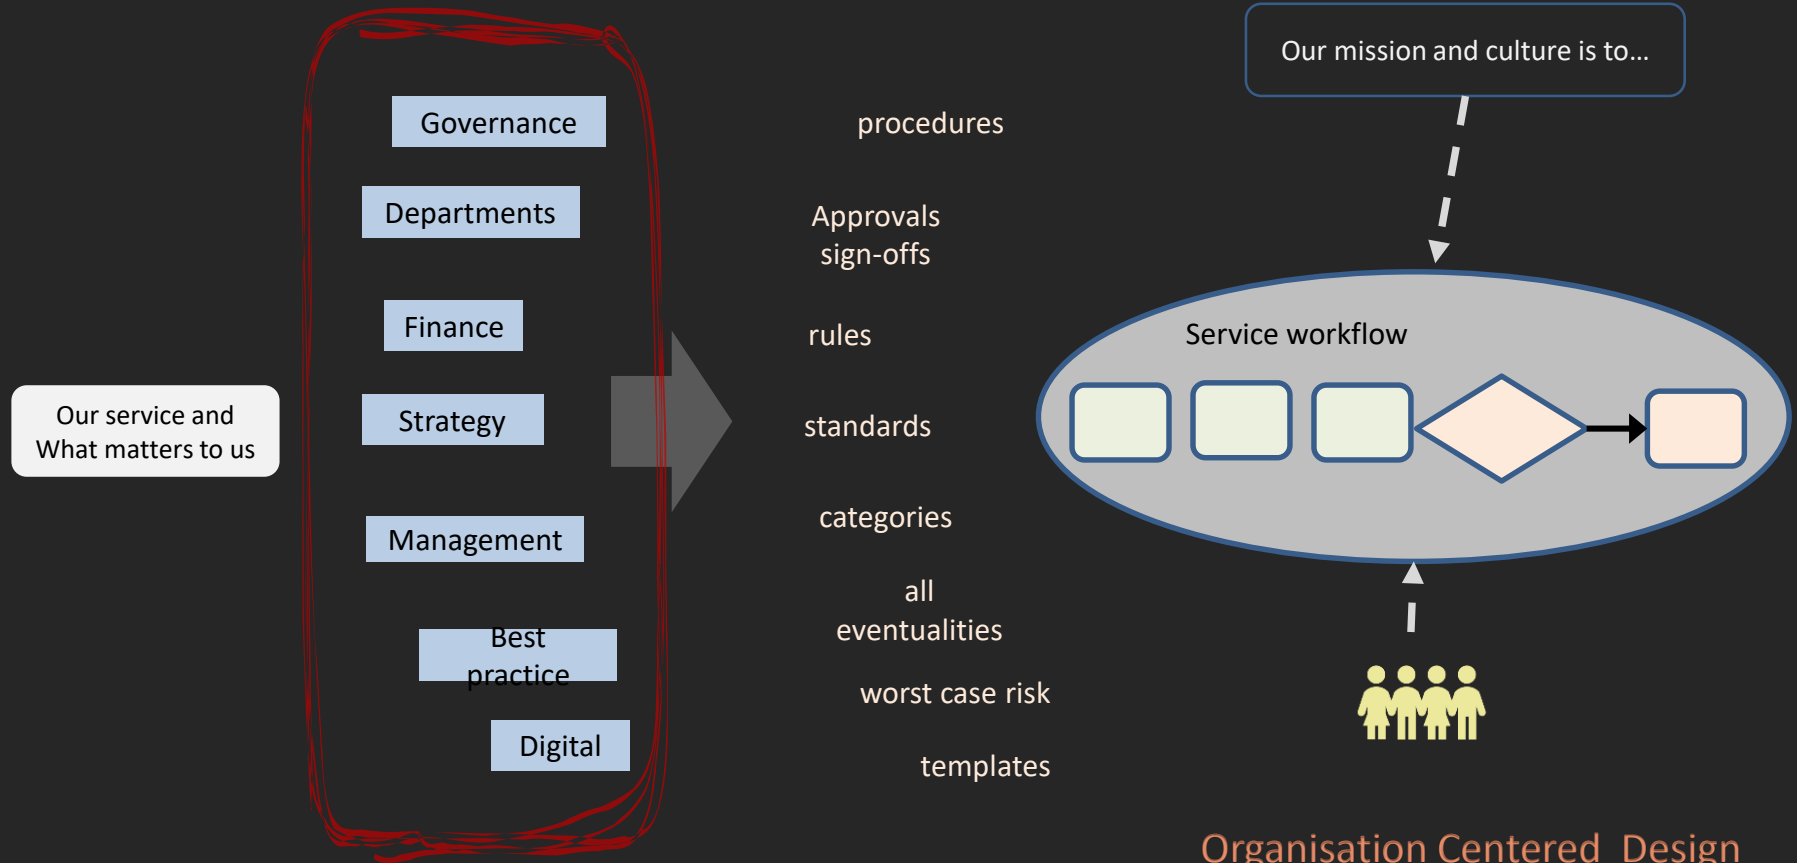 Our mission and culture is to...
Governance
procedures
Departments
Approvals
sign-offs
Finance
rules
Service workflow
Our service and
What matters to us
Strategy
standards
Management
categories
all
eventualities
Best
practice
worst case risk
Digital
templates
Organisation Centered Design